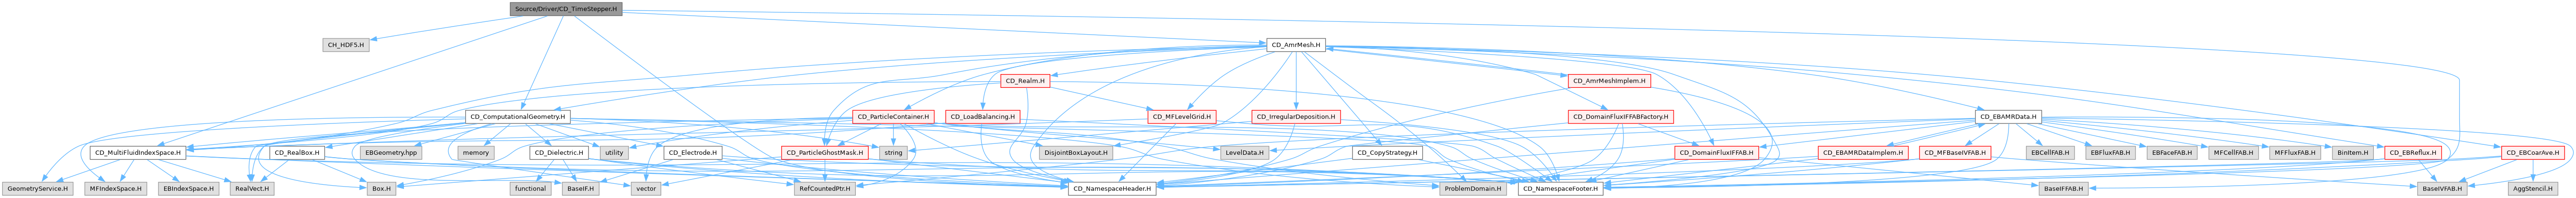 Source/Driver/CD_TimeStepper.H
CH_HDF5.H
CD_AmrMesh.H
CD_Realm.H
CD_AmrMeshImplem.H
CD_ComputationalGeometry.H
CD_ParticleContainer.H
CD_LoadBalancing.H
CD_MFLevelGrid.H
CD_IrregularDeposition.H
CD_DomainFluxIFFABFactory.H
CD_EBAMRData.H
CD_MultiFluidIndexSpace.H
CD_RealBox.H
EBGeometry.hpp
memory
CD_Dielectric.H
utility
CD_Electrode.H
CD_ParticleGhostMask.H
string
DisjointBoxLayout.H
LevelData.H
CD_CopyStrategy.H
CD_DomainFluxIFFAB.H
CD_EBAMRDataImplem.H
CD_MFBaseIVFAB.H
EBCellFAB.H
EBFluxFAB.H
EBFaceFAB.H
MFCellFAB.H
MFFluxFAB.H
BinItem.H
CD_EBReflux.H
CD_EBCoarAve.H
GeometryService.H
MFIndexSpace.H
EBIndexSpace.H
RealVect.H
Box.H
functional
BaseIF.H
vector
RefCountedPtr.H
CD_NamespaceHeader.H
ProblemDomain.H
CD_NamespaceFooter.H
BaseIFFAB.H
BaseIVFAB.H
AggStencil.H